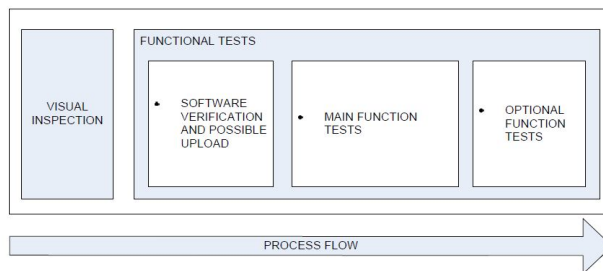 VISUAL
INSPECTION
FUNCTIONAL TESTS
• SOFTWARE
VERIFICATION
AND POSSIBLE
UPLOAD
• MAIN FUNCTION
TESTS
• OPTIONAL
FUNCTION
TESTS
PROCESS FLOW